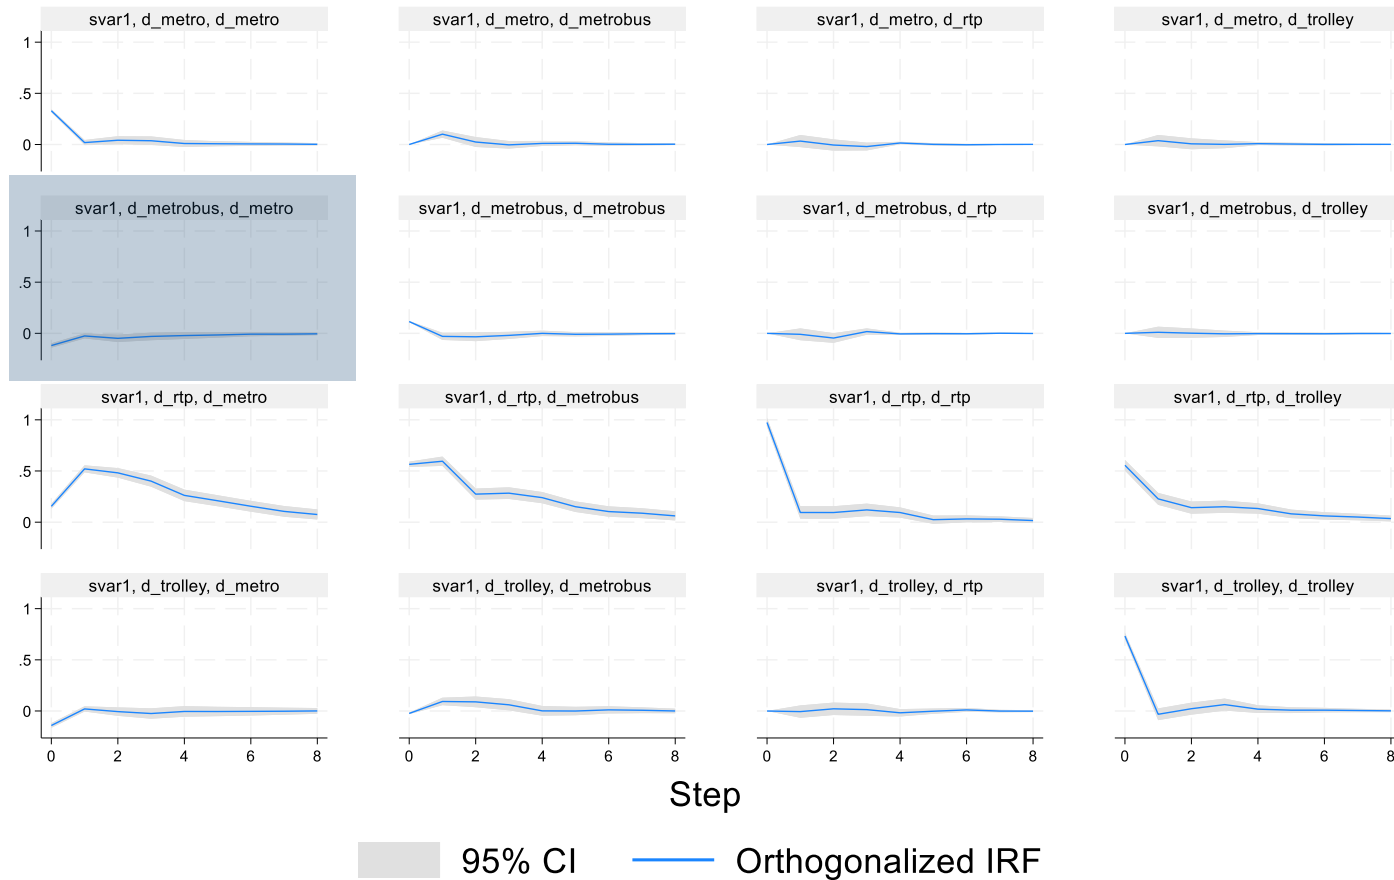 svar1, d_metro, d_metro
svar1, d_metro, d_metrobus
svar1, d_metro, d_rtp
svar1, d_metro, d_trolley
1
.5
0
svar1, d_metrobus, d_metro
svar1, d_metrobus, d_metrobus
svar1, d_metrobus, d_rtp
svar1, d_metrobus, d_trolley
1
.5
0
svar1, d_rtp, d_metro
svar1, d_rtp, d_metrobus
svar1, d_rtp, d_rtp
svar1, d_rtp, d_trolley
1
.5
0
svar1, d_trolley, d_metro
svar1, d_trolley, d_metrobus
svar1, d_trolley, d_rtp
svar1, d_trolley, d_trolley
1
.5
0
0 2 4 6 8
0 2 4 6 8
0 2 4 6 8
0 2 4 6 8
Step
95% CI
Orthogonalized IRF